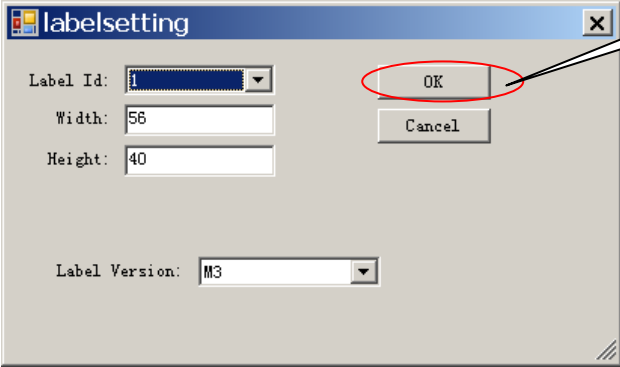 labelsetting
Label Id: 1
OK
Width: 56
Cancel
Height: 40
Label Version: M3